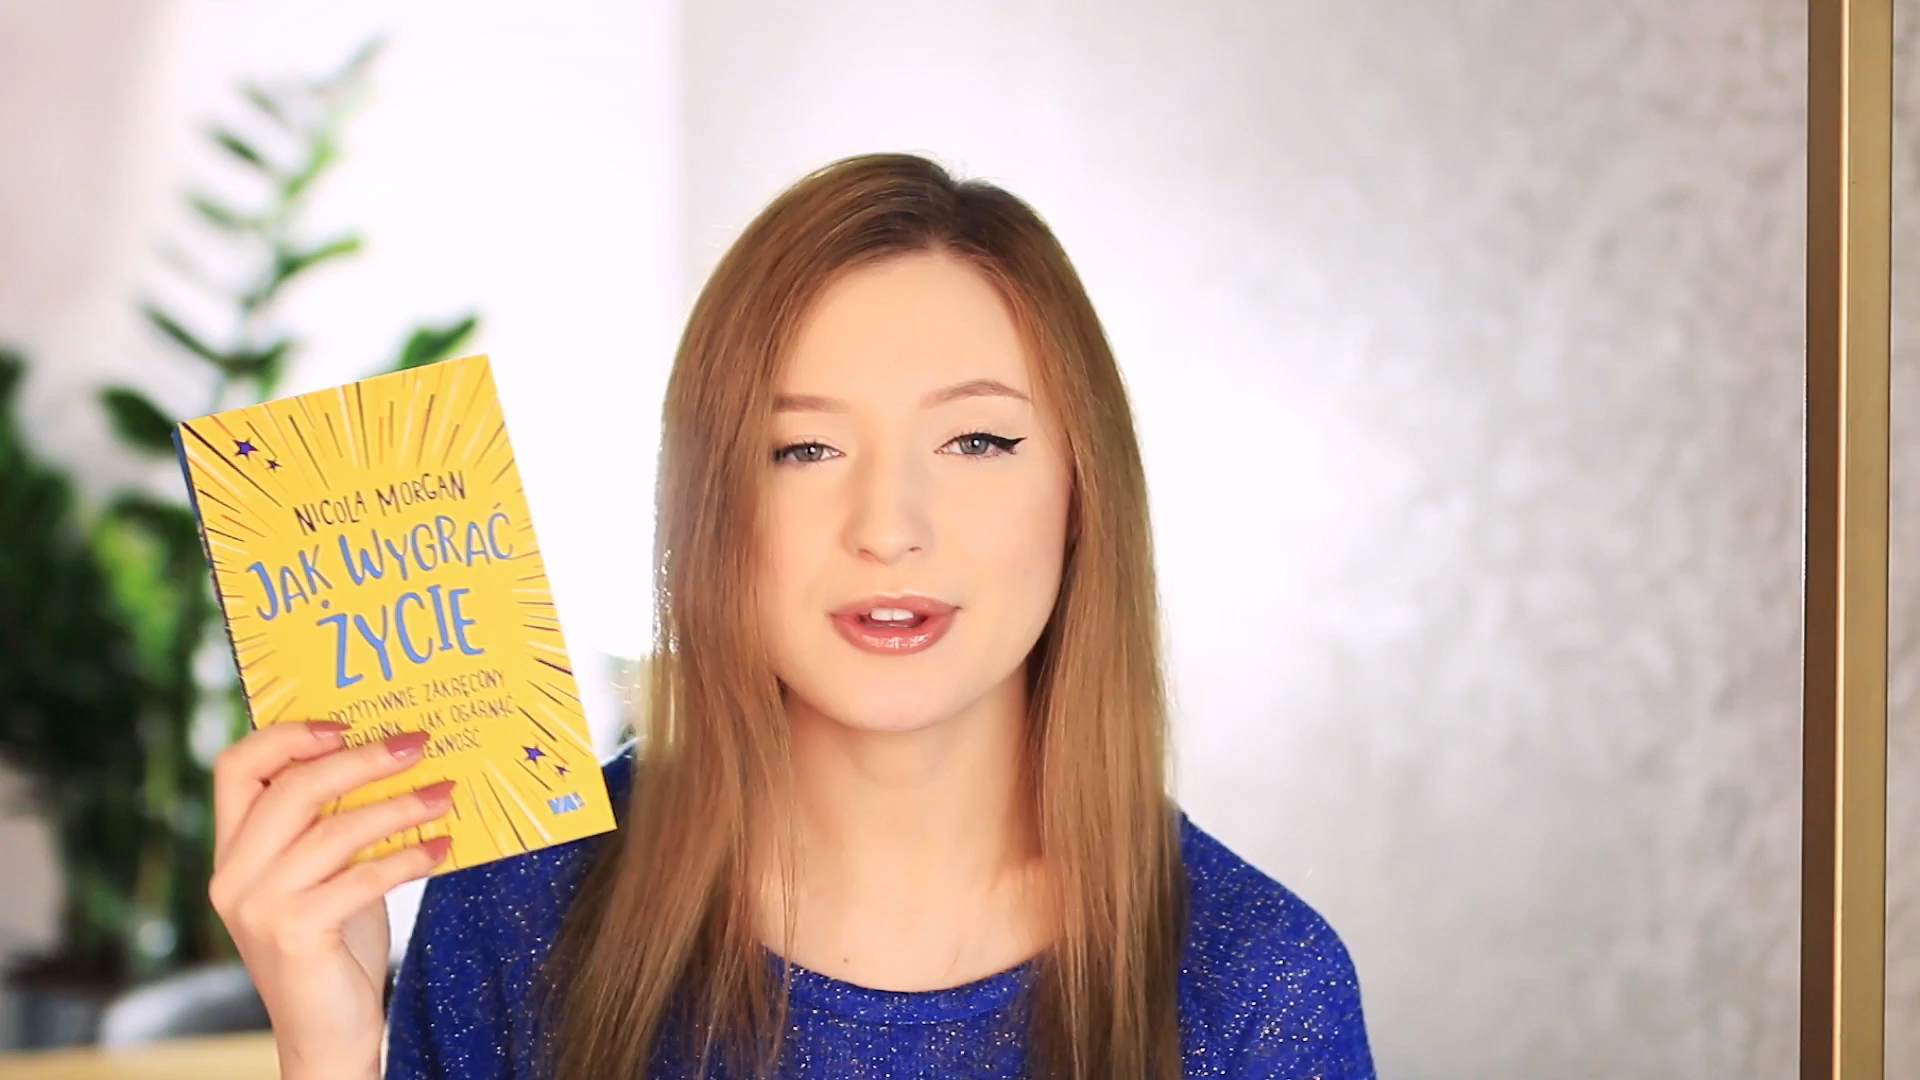 NICOLA MORGAN
JAK WYGRAĆ
ŻYCIE
POZYTYWNIE ZAKRĘCONY
JAK OGARNĄĆ